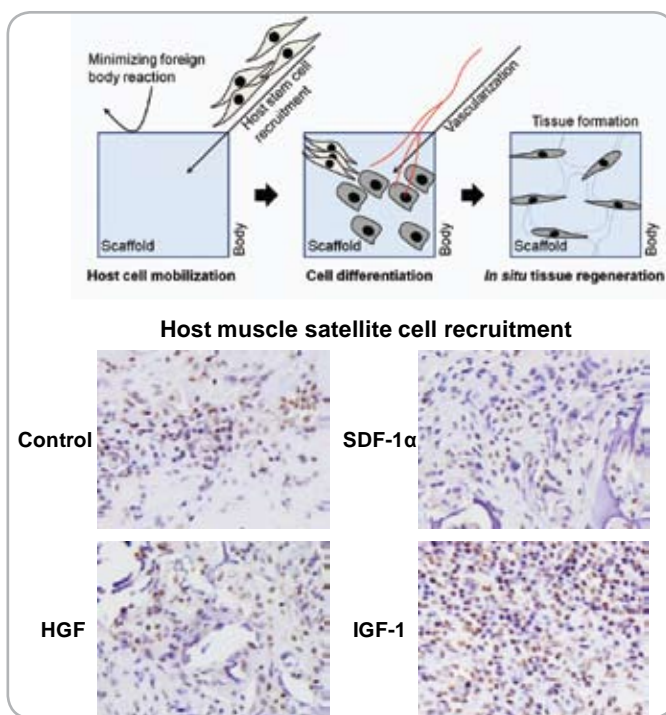 Minimizing foreign
body reaction
Host stem cell
recruitment
Vascularization
Tissue formation
Scaffold
Body
Scaffold
Body
Scaffold
Body
Host cell mobilization
Cell differentiation
In situ tissue regeneration
Host muscle satellite cell recruitment
Control
SDF-1α
HGF
IGF-1